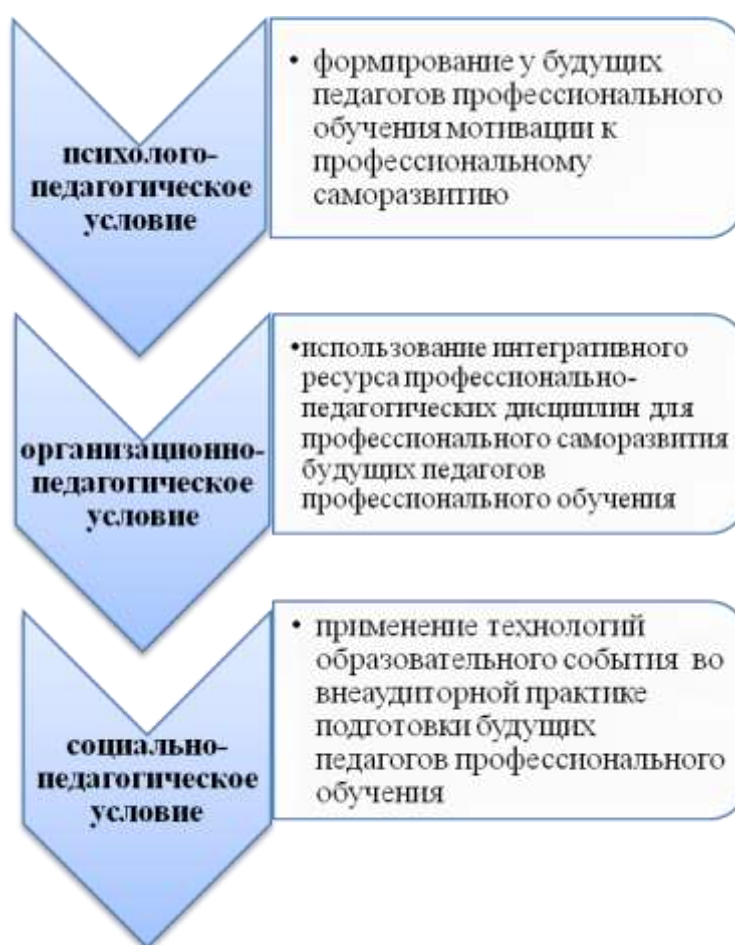 психолого-
педагогическое
условие
• формирование у будущих
педагогов профессионального
обучения мотивации к
профессиональному
саморазвитию
организационно-
педагогическое
условие
•использование интегративного
ресурса профессионально-
педагогических дисциплин для
профессионального саморазвития
будущих педагогов
профессионального обучения
социально-
педагогическое
условие
• применение технологий
образовательного события во
внеаудиторной практике
подготовки будущих
педагогов профессионального
обучения